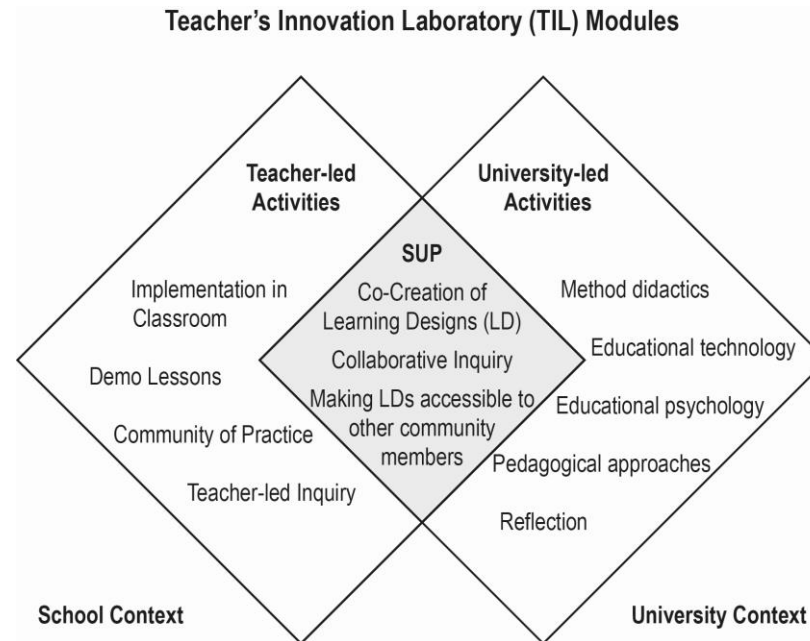 Teacher's Innovation Laboratory (TIL) Modules
Teacher-led
Activities
Implementation in
Classroom
Demo Lessons
Community of Practice
Teacher-led Inquiry
School Context
SUP
Co-Creation of
Learning Designs (LD)
Collaborative Inquiry
Making LDs accessible to
other community
members
University-led
Activities
Method didactics
Educational technology
Educational psychology
Pedagogical approaches
Reflection
University Context